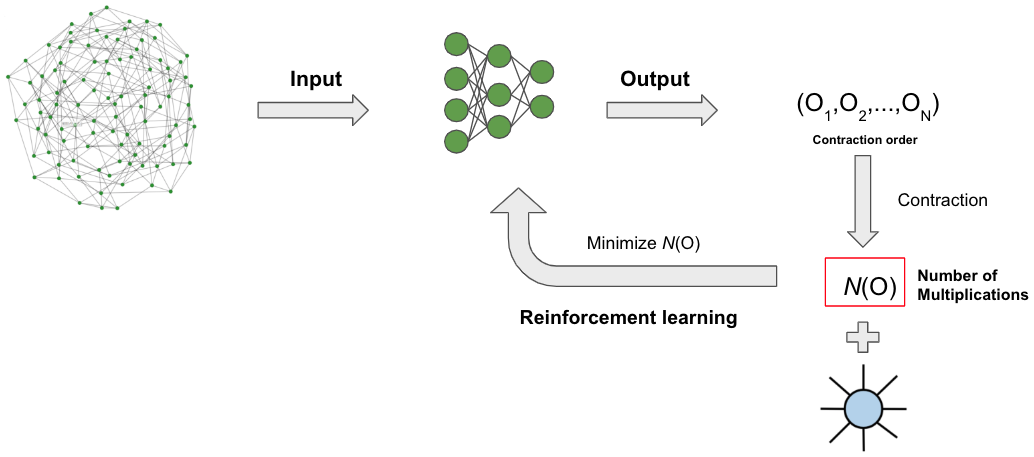 Input
Output
(O1,O2,...,ON)
Contraction order
Contraction
Minimize N(O)
N(O)
Number of
Multiplications
Reinforcement learning